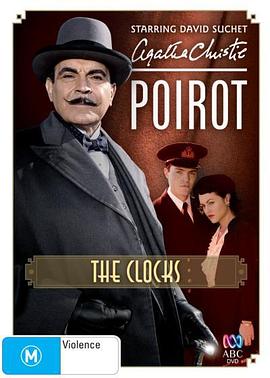 STARRING DAVID SUCHET
Agatha Christie
POIROT
THE CLOCKS
M
Violence
ABC
DVD